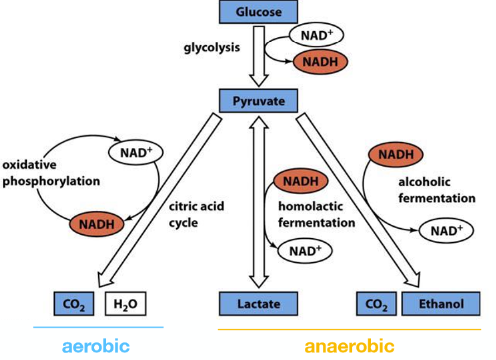 Glucose
glycolysis
NAD+
NADH
Pyruvate
oxidative
phosphorylation
NAD+
NADH
citric acid
cycle
NADH
homolactic
fermentation
NAD+
NADH
alcoholic
fermentation
NAD+
CO2
H2O
Lactate
CO2
Ethanol
aerobic
anaerobic